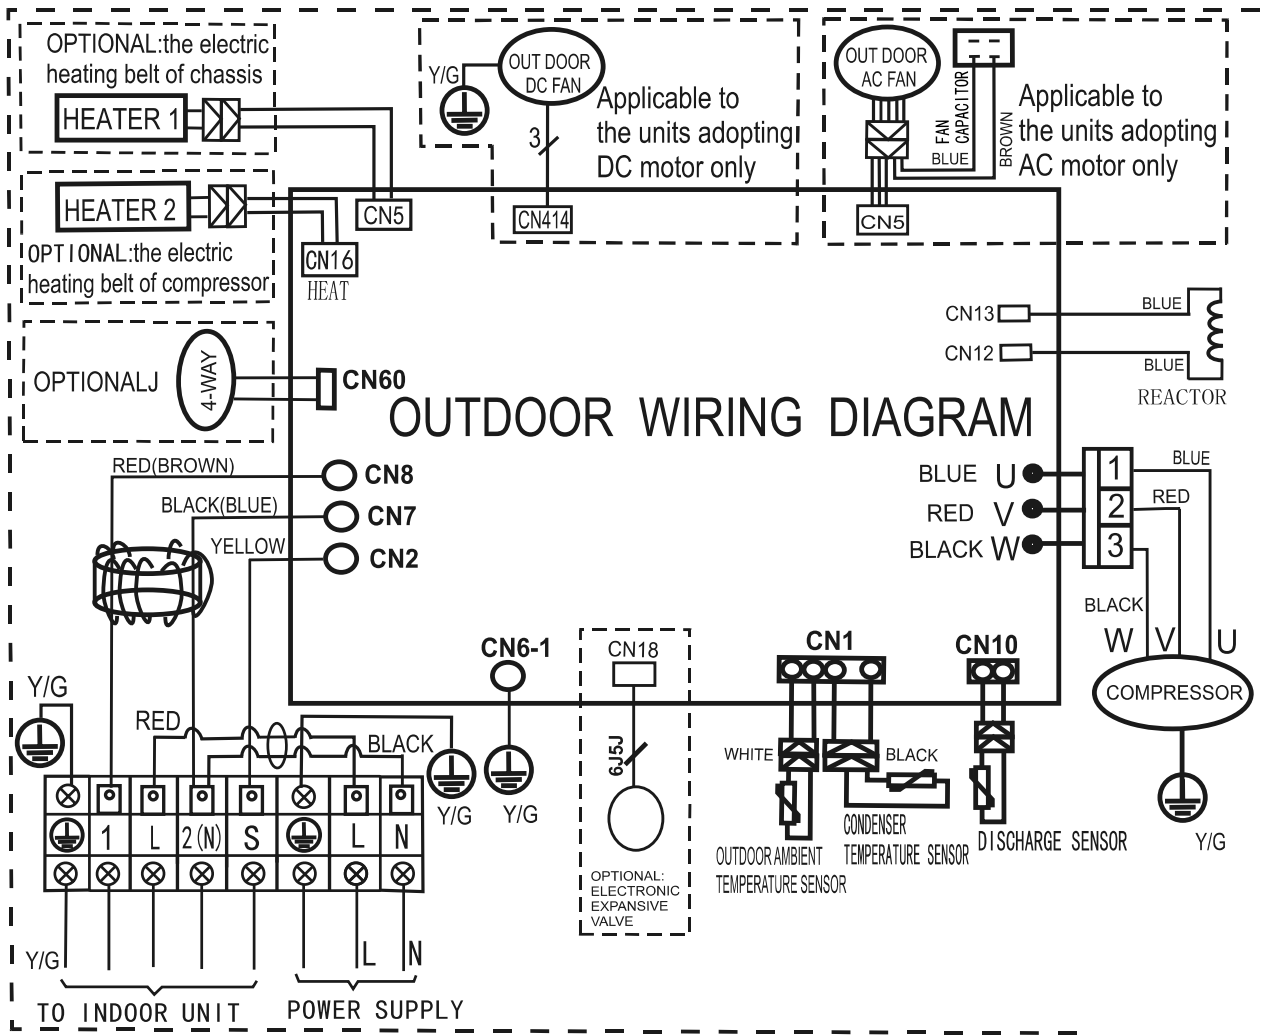 OPTIONAL:the electric
heating belt of chassis
HEATER 1
HEATER 2
OPTIONAL:the electric
heating belt of compressor
CN5
CN16
HEAT
Y/G
OUT DOOR
DC FAN
3
CN414
Applicable to
the units adopting
DC motor only
OUT DOOR
AC FAN
FAN
CAPACITOR
BLUE
BROWN
CN5
Applicable to
the units adopting
AC motor only
OPTIONALJ
4-WAY
CN60
CN13
BLUE
CN12
BLUE
REACTOR
OUTDOOR WIRING DIAGRAM
RED(BROWN)
CN8
BLACK(BLUE)
CN7
YELLOW
CN2
BLUE U
RED V
BLACK W
1
2
3
BLUE
RED
BLACK
W V U
COMPRESSOR
Y/G
CN6-1
Y/G
CN18
6J5J
OPTIONAL:
ELECTRONIC
EXPANSIVE
VALVE
CN1
WHITE
BLACK
OUTDOOR AMBIENT
TEMPERATURE SENSOR
CONDENSER
TEMPERATURE SENSOR
CN10
DISCHARGE SENSOR
Y/G
RED
BLACK
Y/G
1 L 2(N) S L N
Y/G
L N
TO INDOOR UNIT
POWER SUPPLY